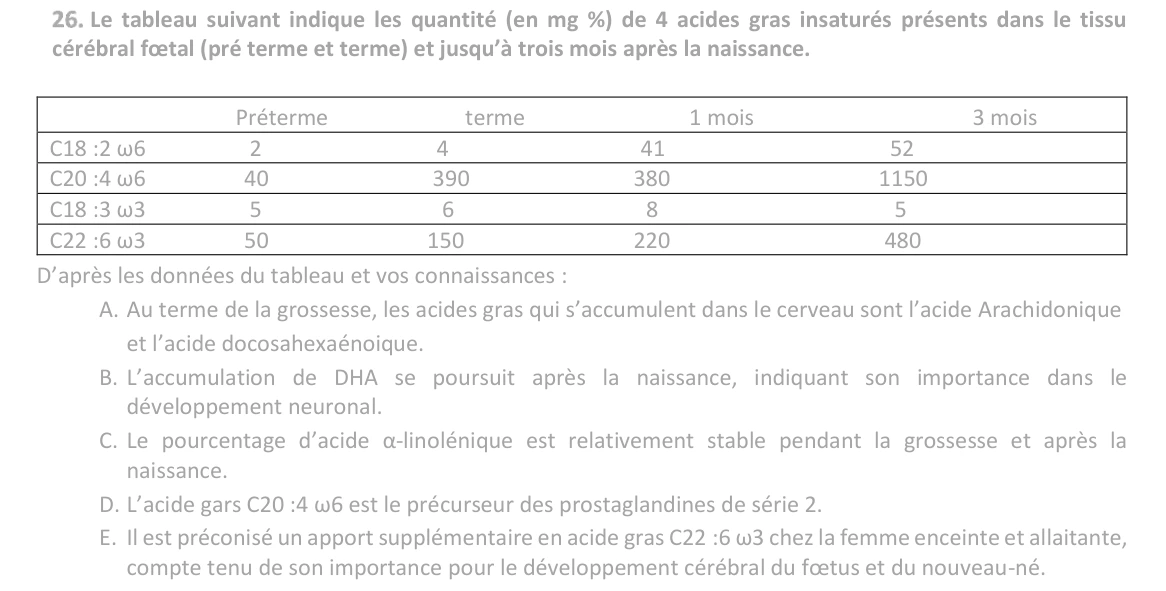 26. Le tableau suivant indique les quantité (en mg %) de 4 acides gras insaturés présents dans le tissu
cérébral fœtal (pré terme et terme) et jusqu'à trois mois après la naissance.
Préterme terme 1 mois 3 mois
C18 :2 ω6 2 4 41 52
C20 :4 ω6 40 390 380 1150
C18 :3 ω3 5 6 8 5
C22 :6 ω3 50 150 220 480
D'après les données du tableau et vos connaissances :
A. Au terme de la grossesse, les acides gras qui s'accumulent dans le cerveau sont l'acide Arachidonique
et l'acide docosahexaénoique.
B. L'accumulation de DHA se poursuit après la naissance, indiquant son importance dans le
développement neuronal.
C. Le pourcentage d'acide α-linolénique est relativement stable pendant la grossesse et après la
naissance.
D. L'acide gars C20 :4 ω6 est le précurseur des prostaglandines de série 2.
E. Il est préconisé un apport supplémentaire en acide gras C22 :6 ω3 chez la femme enceinte et allaitante,
compte tenu de son importance pour le développement cérébral du fœtus et du nouveau-né.